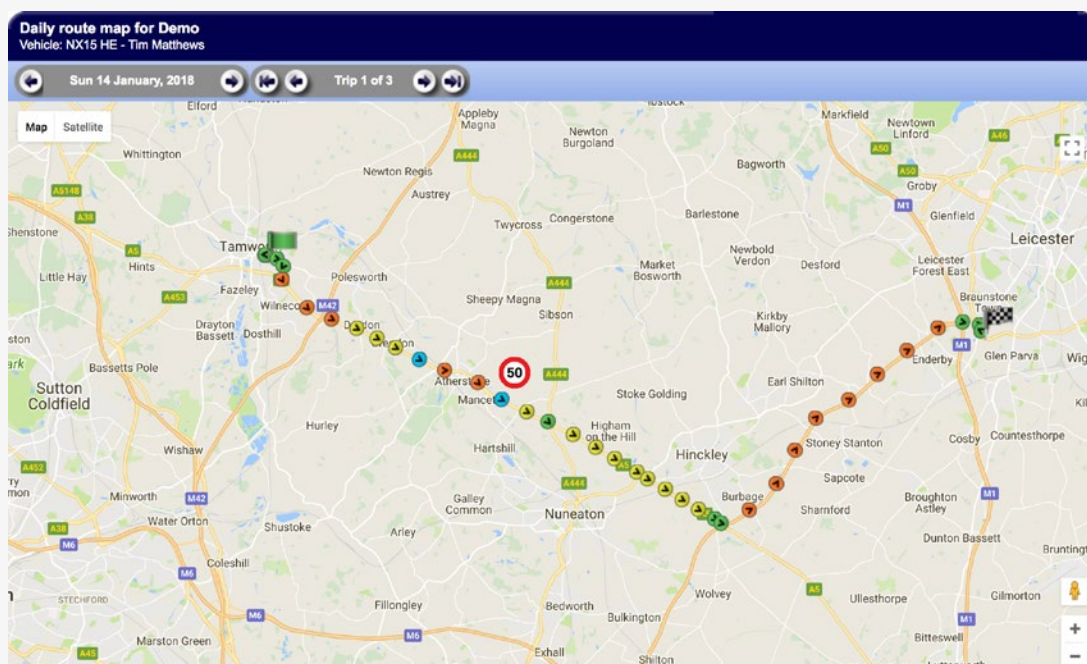 Daily route map for Demo
Vehicle: NX15 HE - Tim Matthews
Sun 14 January, 2018
Trip 1 of 3
Map
Satellite
Elford
Appleby
Magna
Newton
Burgoland
Markfield
Newtown
Linford
A46
A50
A444
Whittington
Bagworth
A50
Groby
Newton Regis
Austrey
A5148
A38
M1
Glenfield
Barlestone
Congerstone
Twycross
Shenstone
Leicester
A5
Hints
Market
Bosworth
Newbold
Verdon
Desford
Leicester
Forest East
Little Hay
Polesworth
A444
Fazeley
A453
Sheepy Magna
Sibson
Braunstone
M42
Kirkby
Mallory
Drayton
Bassett
Dosthill
M1
Glen Parva
Enderby
Bassetts Pole
50
A444
Earl Shilton
Sutton
Coldfield
Stoke Golding
Hurley
Higham
on the Hill
Hartshill
Stoney Stanton
Cosby
Countesthorpe
Wishaw
Hinckley
A5
A452
Sapcote
Minworth
M42
A444
Burbage
Galley
Common
Sharnford
Broughton
Astley
M1
Nuneaton
Water Orton
A38
M6
Shustoke
Arley
Dunton Bassett
Coleshill
M6
STECHFORD
Wolvey
A5
Ullesthorpe
Gilmorton
Fillongley
Bedworth
Bulkington
M6
M6
M1
Marston Green
Bitteswell
A45
Exhall
Shilton
+
−